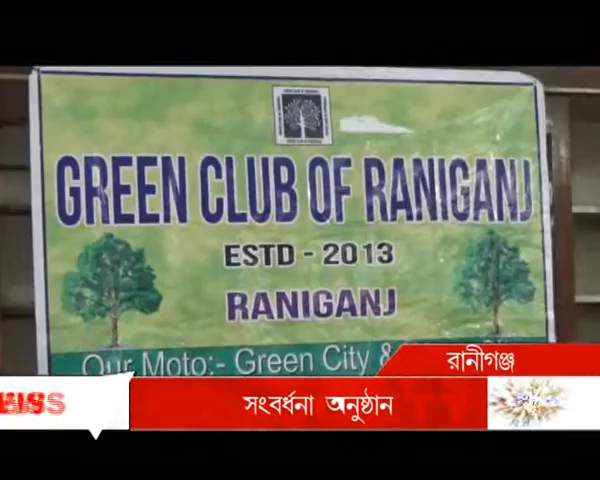 GREEN CLUB OF RANIGANJ
ESTD - 2013
RANIGANJ
Our Moto:- Green City &
রানীগঞ্জ
সংবর্ধনা অনুষ্ঠান